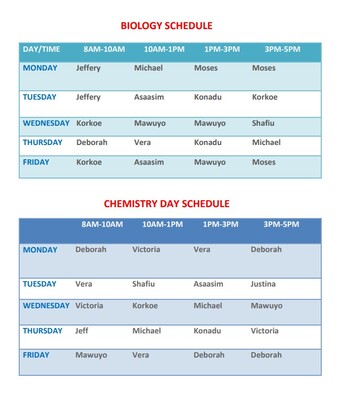 BIOLOGY SCHEDULE
DAY/TIME 8AM-10AM 10AM-1PM 1PM-3PM 3PM-5PM
MONDAY Jeffery Michael Moses Moses
TUESDAY Jeffery Asaasim Konadu Korkoe
WEDNESDAY Korkoe Mawuyo Mawuyo Shafiu
THURSDAY Deborah Vera Konadu Michael
FRIDAY Korkoe Asaasim Mawuyo Moses
CHEMISTRY DAY SCHEDULE
8AM-10AM 10AM-1PM 1PM-3PM 3PM-5PM
MONDAY Deborah Victoria Vera Deborah
TUESDAY Vera Shafiu Asaasim Justina
WEDNESDAY Victoria Korkoe Michael Mawuyo
THURSDAY Jeff Michael Konadu Victoria
FRIDAY Mawuyo Vera Deborah Deborah